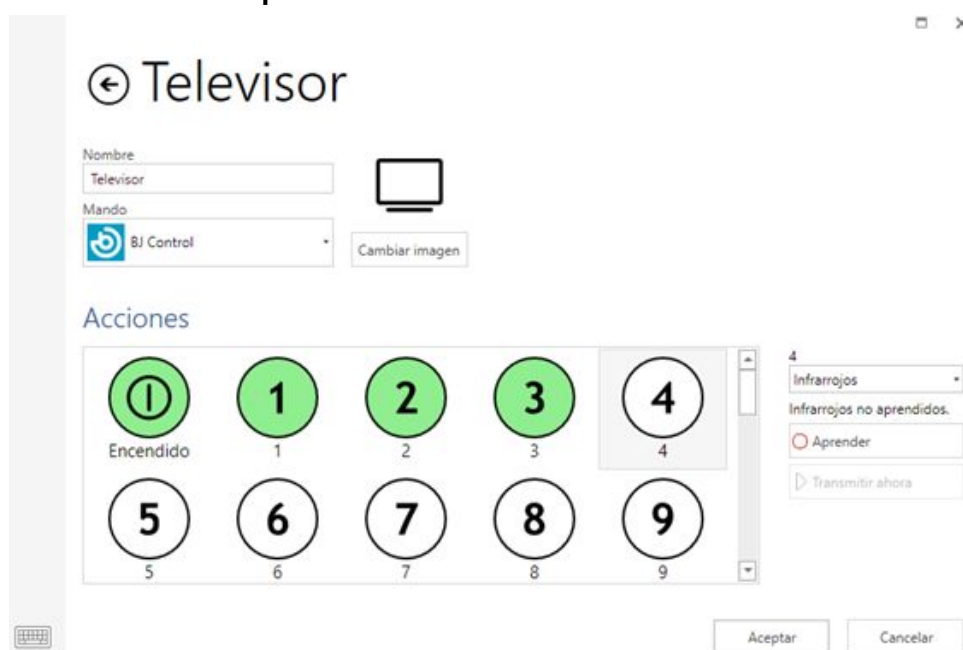 Televisor
Nombre
Televisor
Mando
BJ Control
Cambiar imagen
Acciones
1 2 3 4
Encendido 1 2 3 4
5 6 7 8 9
5 6 7 8 9
4
Infrarrojos
Infrarrojos no aprendidos.
Aprender
Transmitir ahora
Aceptar Cancelar